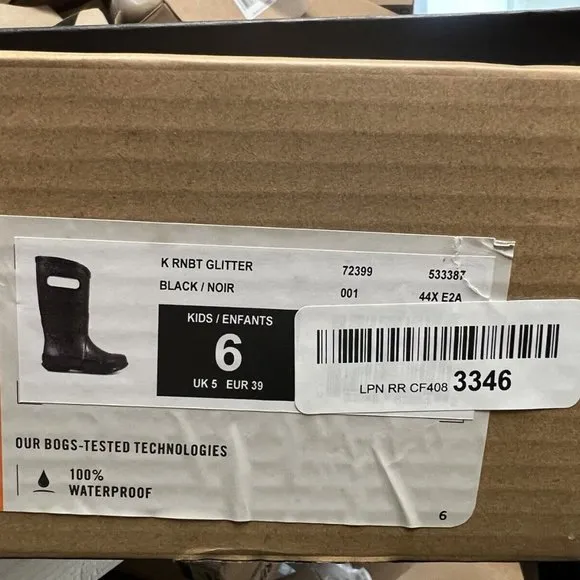 K RNBT GLITTER 72399 533387
BLACK / NOIR 001 44X E2A
KIDS / ENFANTS
6
UK 5 EUR 39
LPN RR CF408 3346
OUR BOGS-TESTED TECHNOLOGIES
100%
WATERPROOF
6